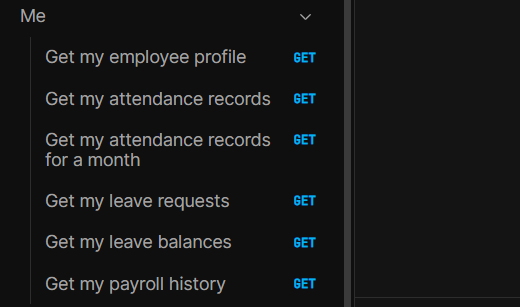 Me
Get my employee profile GET
Get my attendance records GET
Get my attendance records GET
for a month
Get my leave requests GET
Get my leave balances GET
Get my payroll history GET